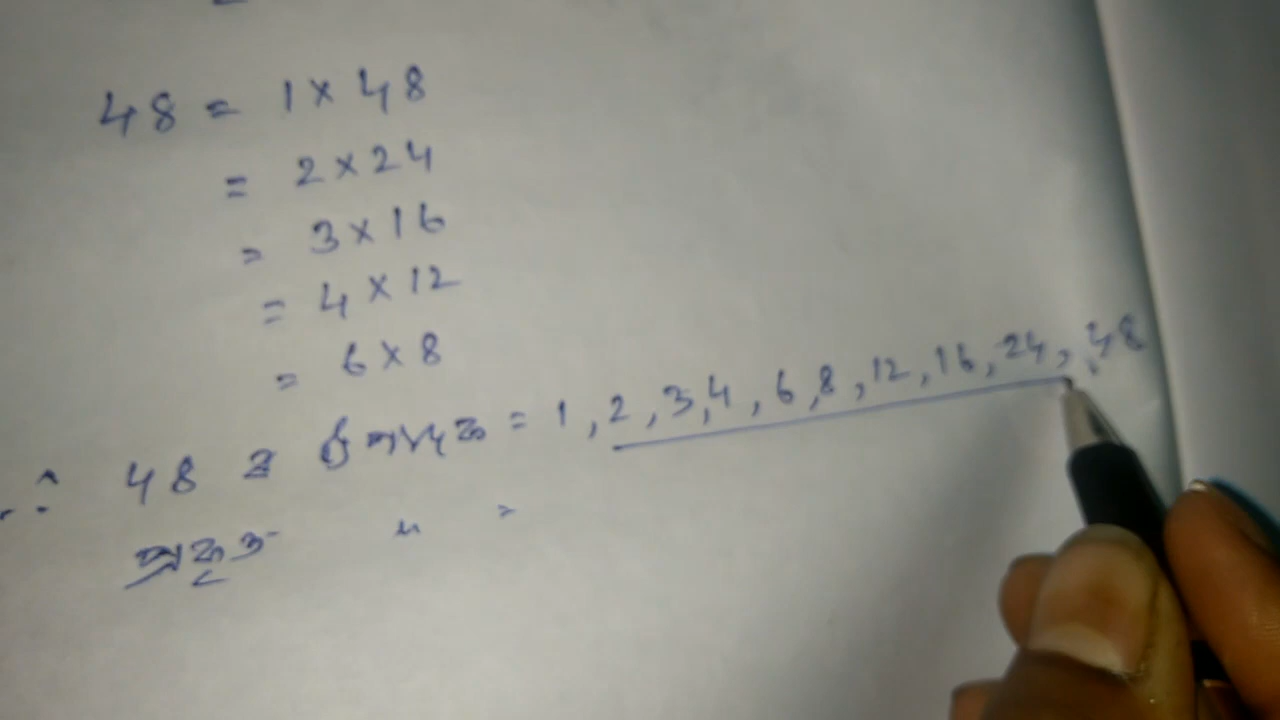 48 = 1 × 48
= 2 × 24
= 3 × 16
= 4 × 12
= 6 × 8
∴ 48 = 1 , 2 , 3, 4 , 6 , 8 , 12 , 16 , 24 , 48
প্রকৃত „ =